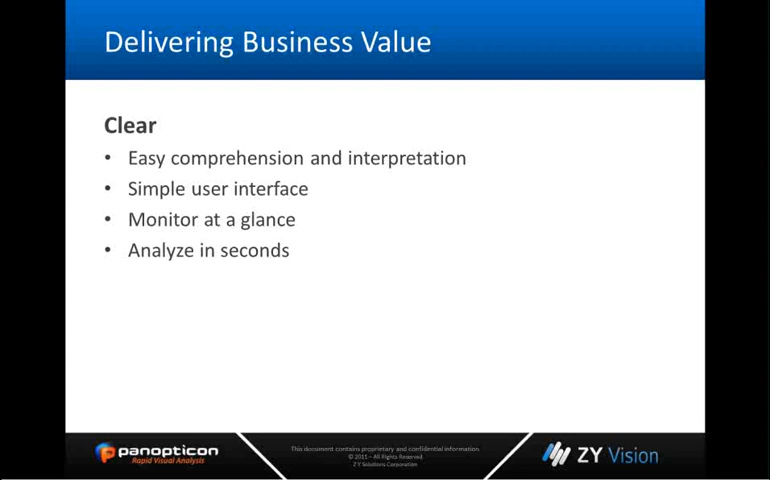 Delivering Business Value
Clear
• Easy comprehension and interpretation
• Simple user interface
• Monitor at a glance
• Analyze in seconds
panopticon
Rapid Visual Analysis
This document contains proprietary and confidential information.
© 2011 – All Rights Reserved.
ZY Solutions Corporation
ZY Vision